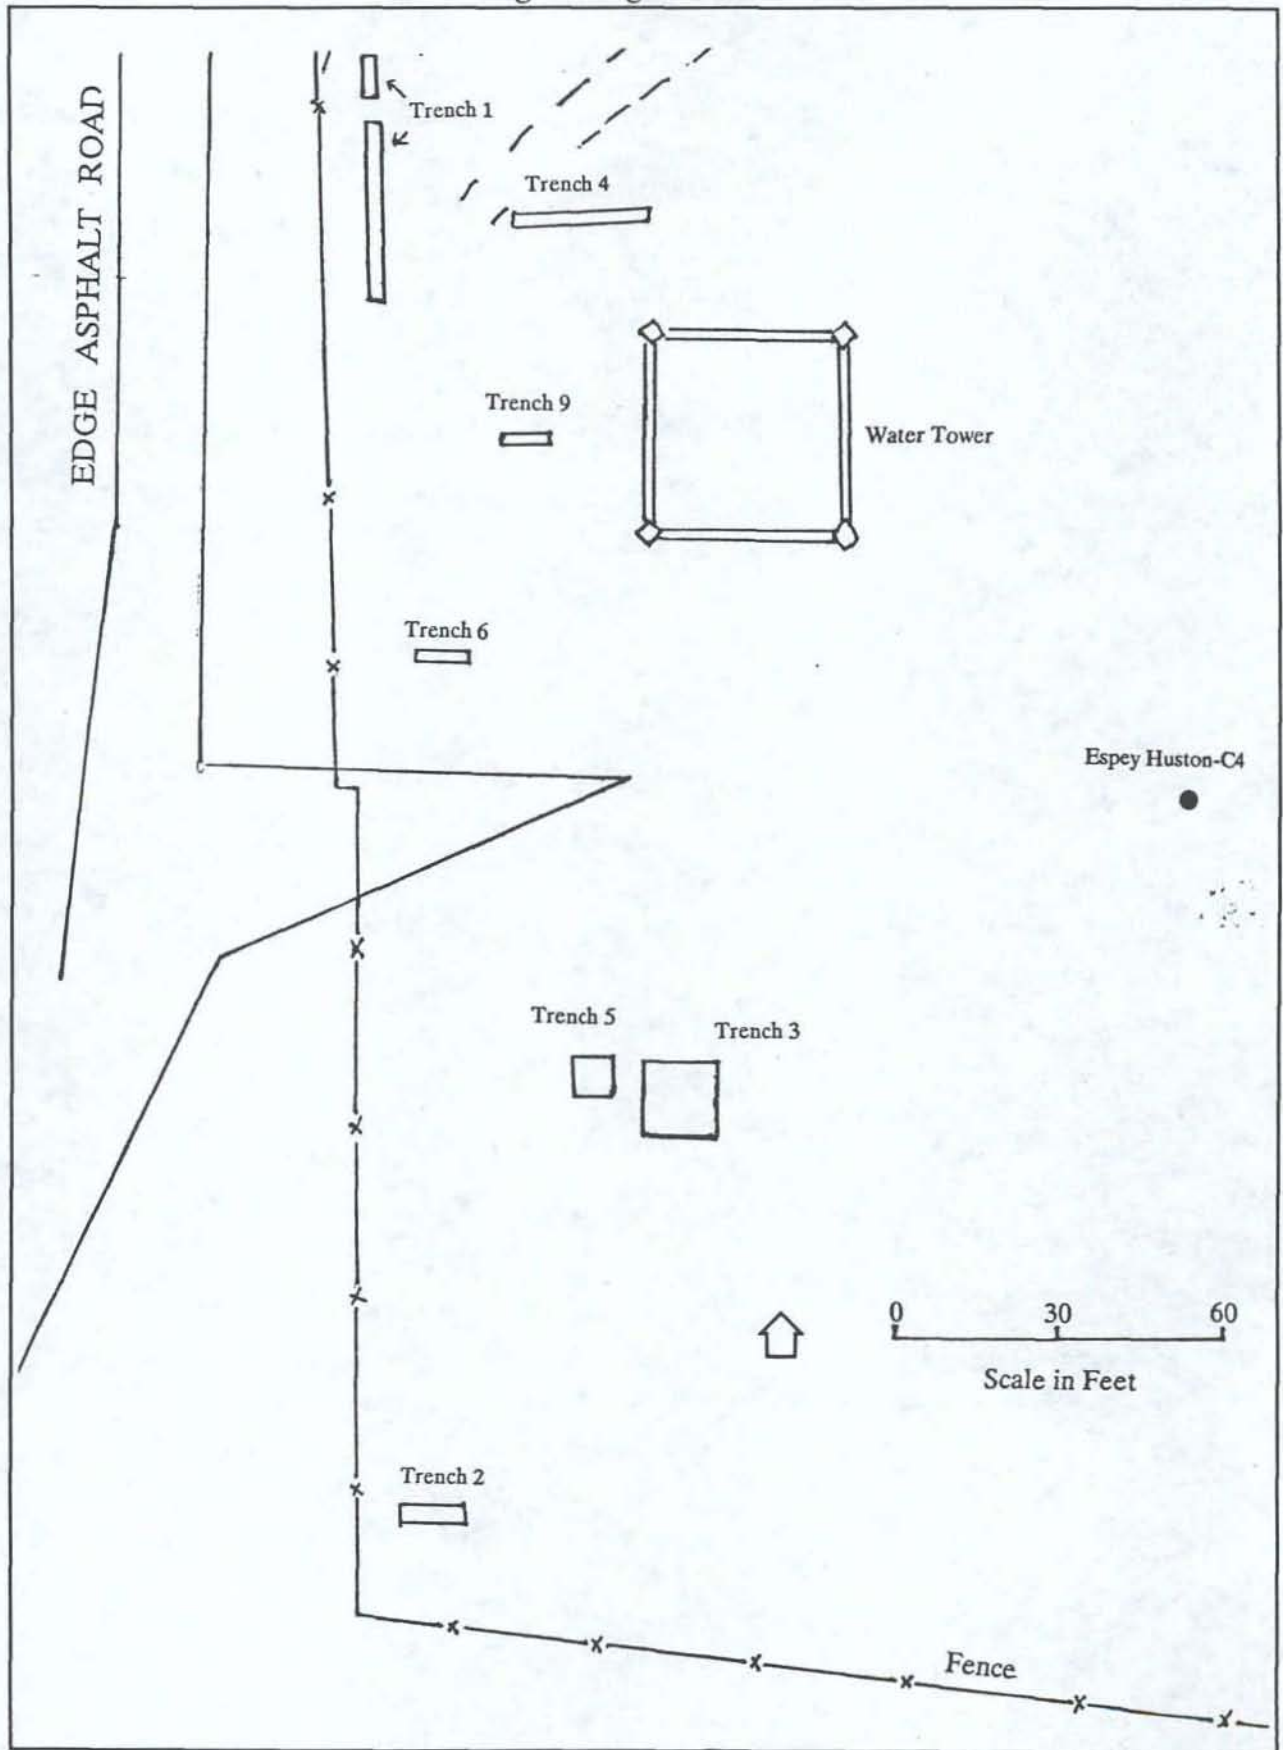 EDGE ASPHALT ROAD
Trench 1
Trench 4
Trench 9
Water Tower
Trench 6
Espey Huston-C4
Trench 5
Trench 3
0 30 60
Scale in Feet
Trench 2
Fence